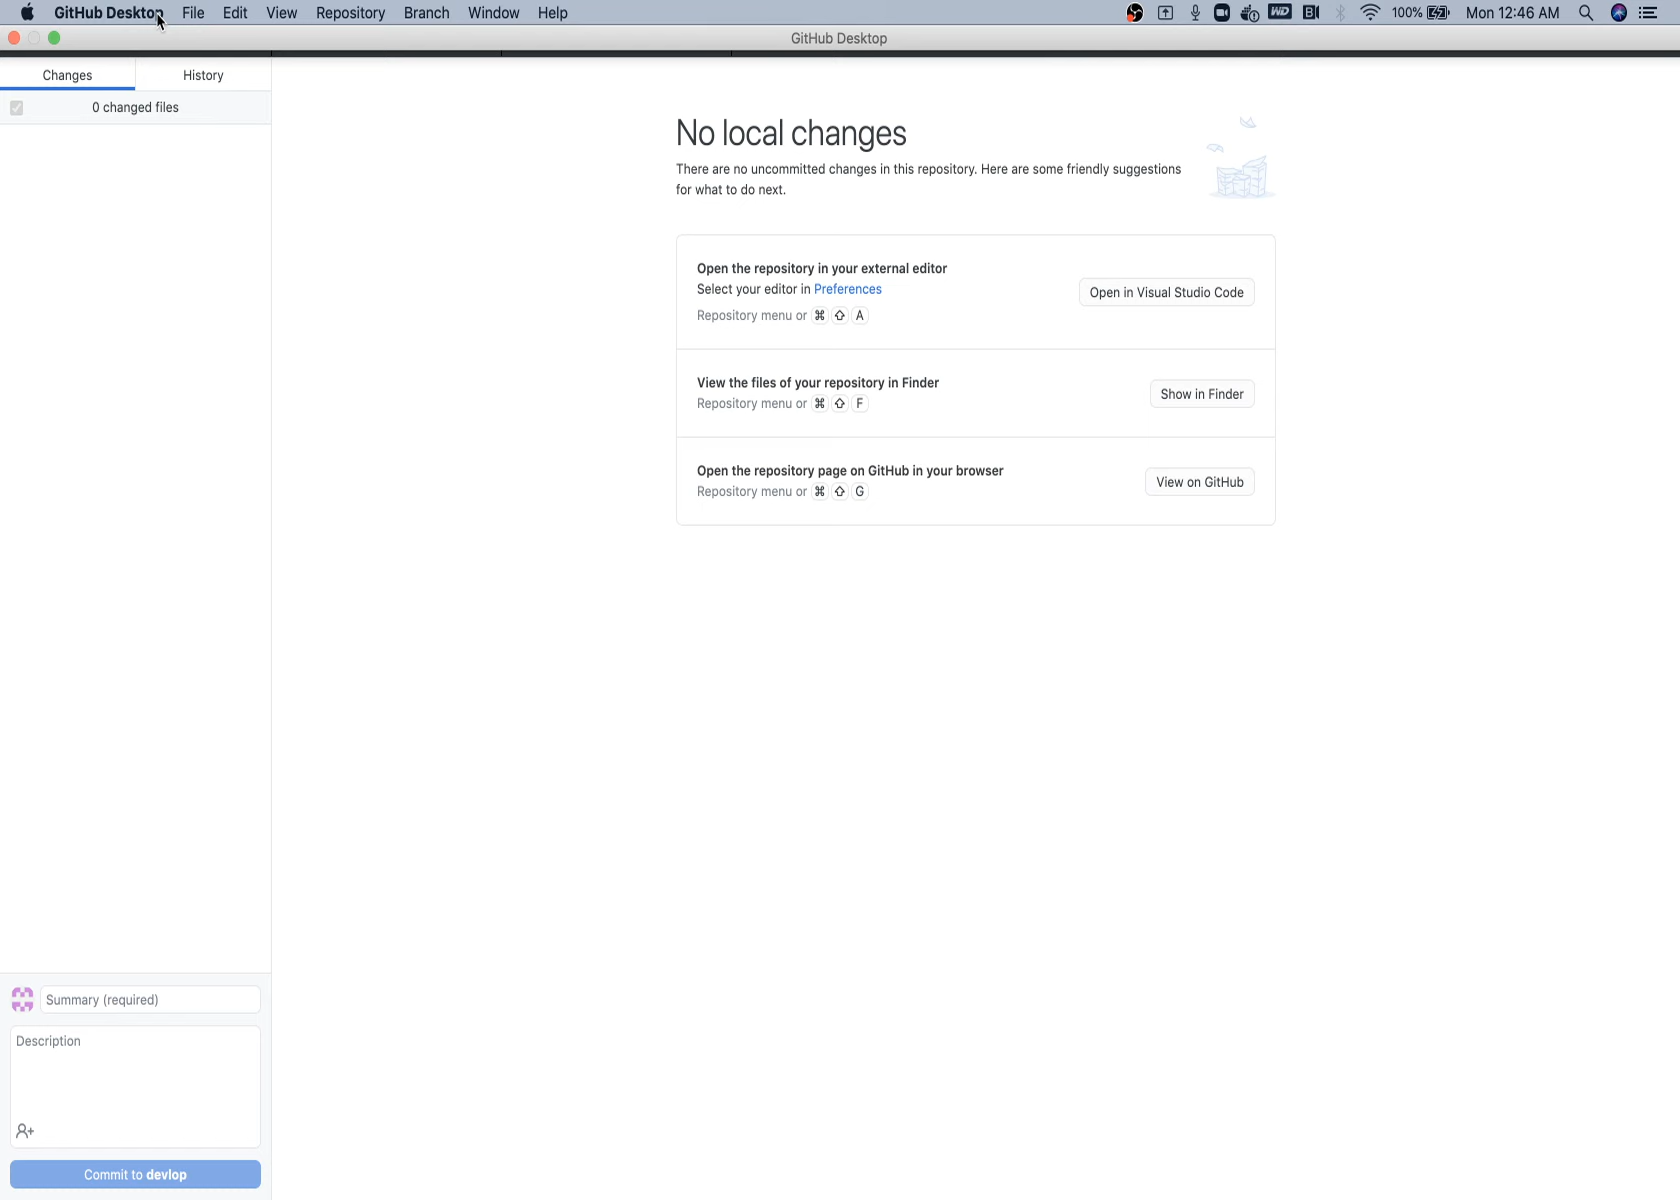 GitHub Desktop File Edit View Repository Branch Window Help 100% Mon 12:46 AM
GitHub Desktop
Changes History
0 changed files
No local changes
There are no uncommitted changes in this repository. Here are some friendly suggestions
for what to do next.
Open the repository in your external editor
Select your editor in Preferences
Repository menu or ⌘ ⇧ A
Open in Visual Studio Code
View the files of your repository in Finder
Repository menu or ⌘ ⇧ F
Show in Finder
Open the repository page on GitHub in your browser
Repository menu or ⌘ ⇧ G
View on GitHub
Summary (required)
Description
Commit to devlop